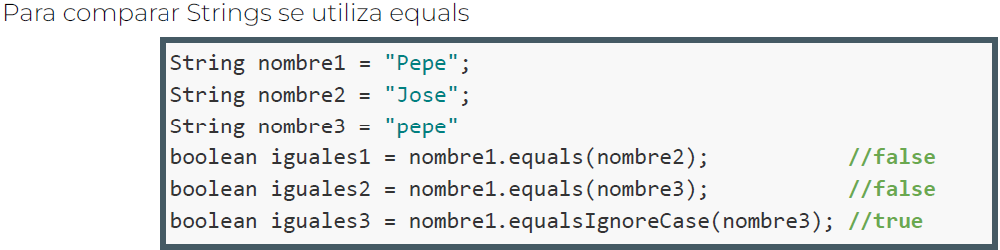 Para comparar Strings se utiliza equals
String nombre1 = "Pepe";
String nombre2 = "Jose";
String nombre3 = "pepe"
boolean iguales1 = nombre1.equals(nombre2); //false
boolean iguales2 = nombre1.equals(nombre3); //false
boolean iguales3 = nombre1.equalsIgnoreCase(nombre3); //true